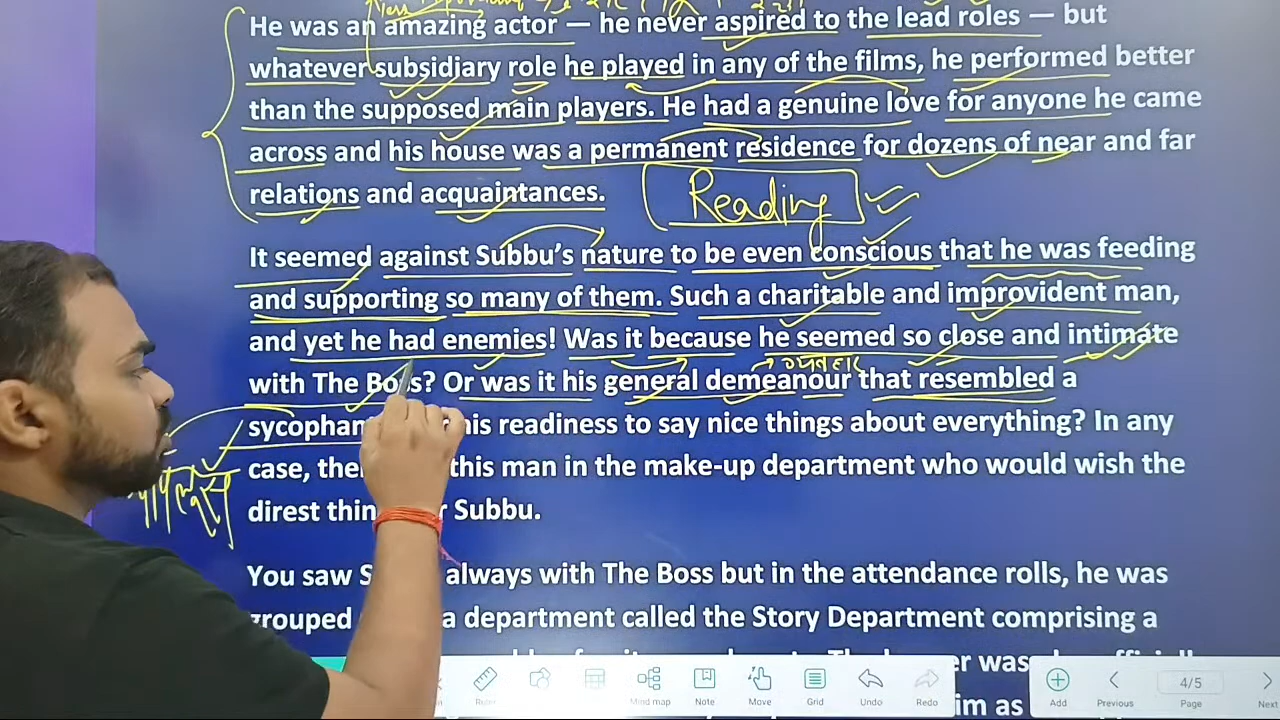 He was an amazing actor — he never aspired to the lead roles — but
whatever subsidiary role he played in any of the films, he performed better
than the supposed main players. He had a genuine love for anyone he came
across and his house was a permanent residence for dozens of near and far
relations and acquaintances.
Reading
It seemed against Subbu's nature to be even conscious that he was feeding
and supporting so many of them. Such a charitable and improvident man,
and yet he had enemies! Was it because he seemed so close and intimate
with The Boss? Or was it his general demeanour that resembled a
his readiness to say nice things about everything? In any
case, this man in the make-up department who would wish the
direst Subbu.
You saw always with The Boss but in the attendance rolls, he was
grouped a department called the Story Department comprising a
was
Ruler
Mind map
Note
Move
Grid
Undo
Redo
im as
Add
Previous
4/5
Page
Next